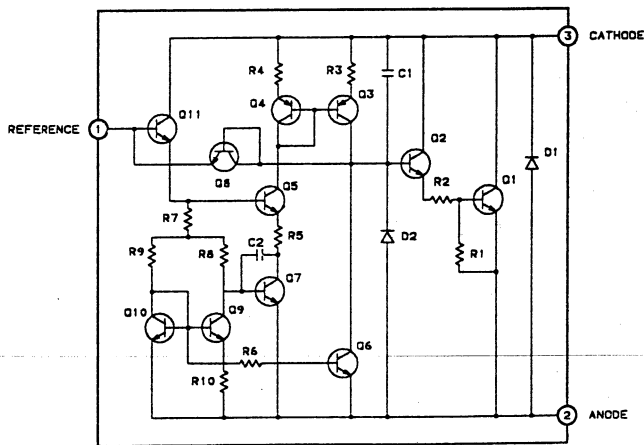 3 CATHODE
R4
R3
C1
Q11
Q4
Q3
REFERENCE 1
Q2
D1
Q8
R2
Q1
Q5
R7
R5
D2
R1
R9
R8
C2
Q7
Q10
Q9
Q6
R6
R10
2 ANODE